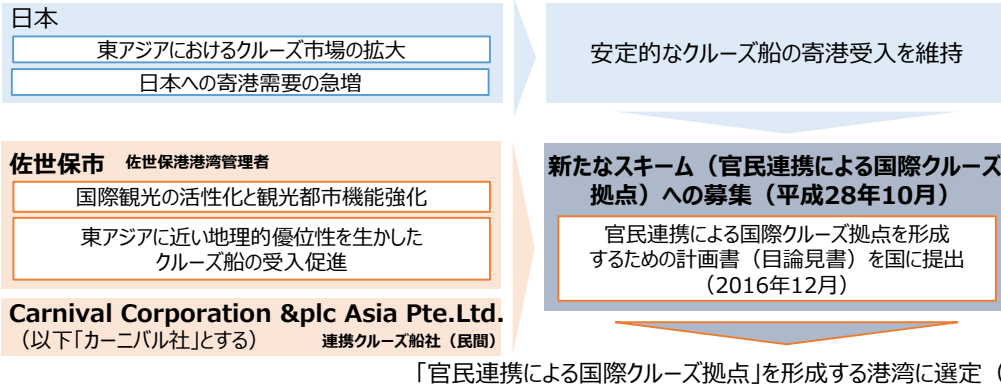 日本
東アジアにおけるクルーズ市場の拡大
日本への寄港需要の急増
安定的なクルーズ船の寄港受入を維持
佐世保市 佐世保港港湾管理者
国際観光の活性化と観光都市機能強化
東アジアに近い地理的優位性を生かした
クルーズ船の受入促進
Carnival Corporation &plc Asia Pte.Ltd.
（以下「カーニバル社」とする） 連携クルーズ船社（民間）
新たなスキーム（官民連携による国際クルーズ
拠点）への募集（平成28年10月）
官民連携による国際クルーズ拠点を形成
するための計画書（目論見書）を国に提出
（2016年12月）
「官民連携による国際クルーズ拠点」を形成する港湾に選定（